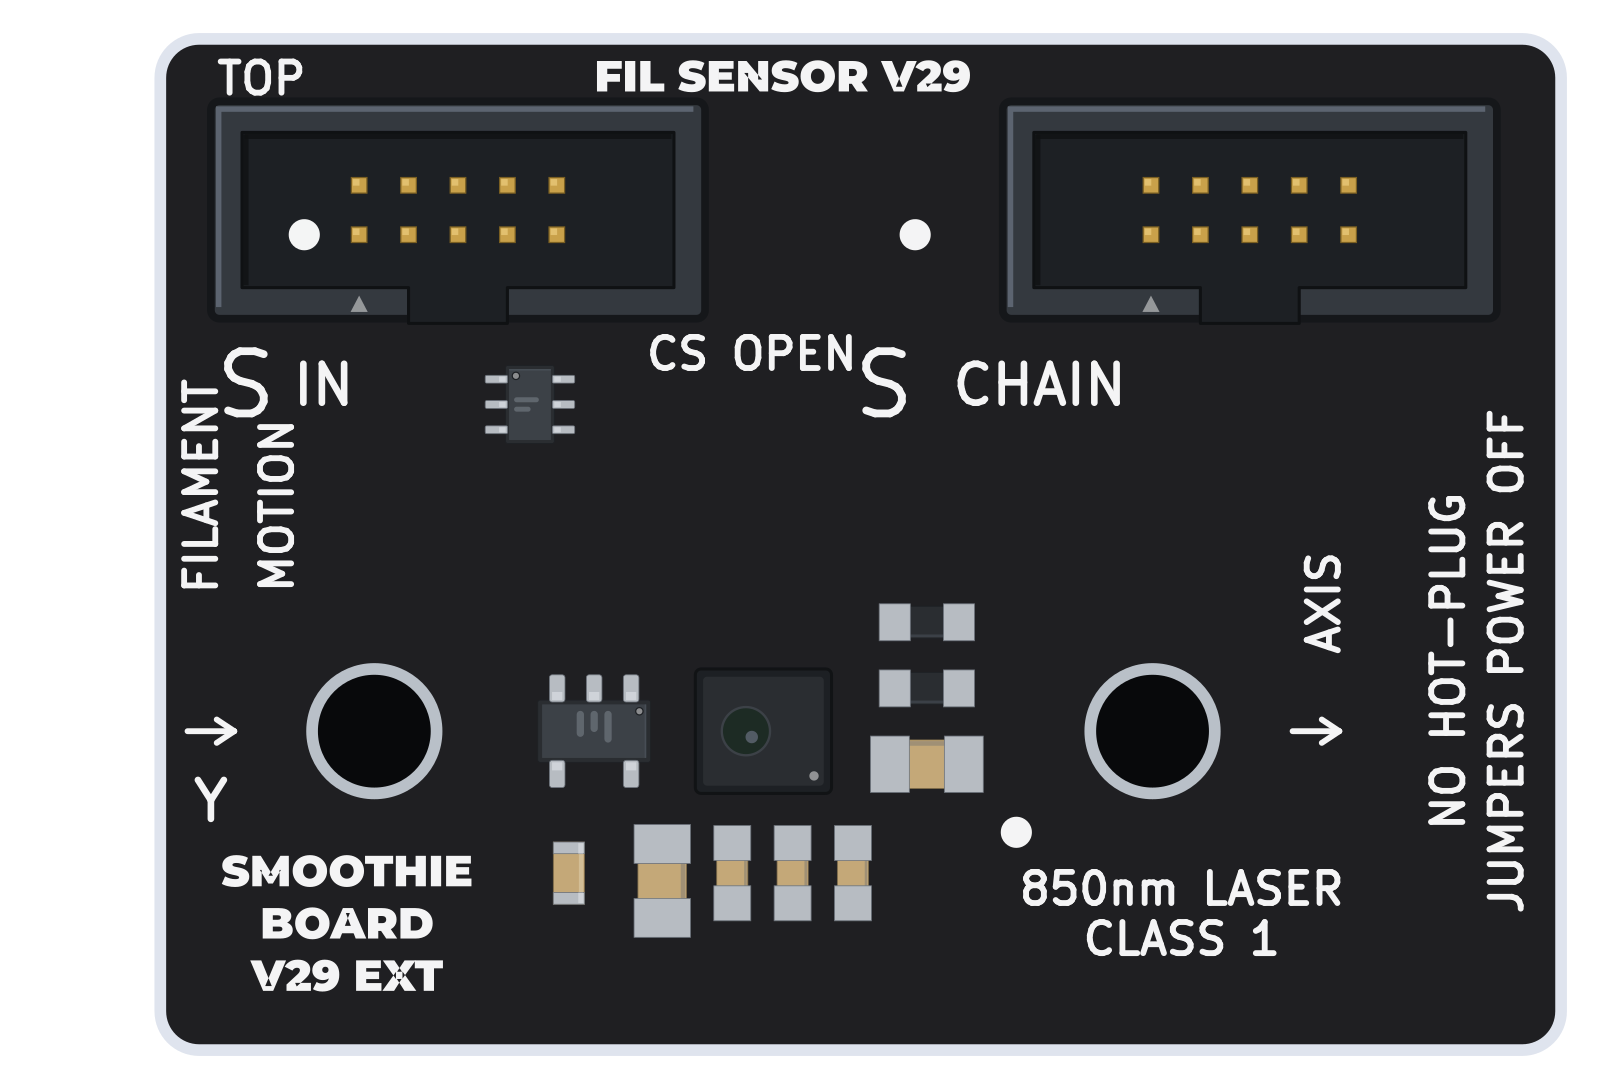 TOP
FIL SENSOR V29
CS OPEN
S IN
S CHAIN
FILAMENT
MOTION
AXIS
NO HOT-PLUG
JUMPERS POWER OFF
→
→
Y
SMOOTHIE
BOARD
V29 EXT
850nm LASER
CLASS 1